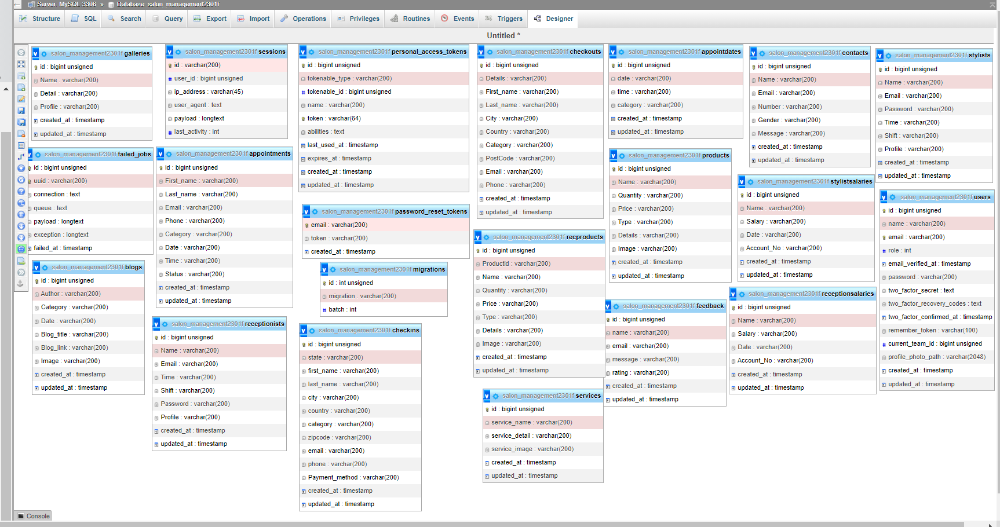 Server: MySQL:3306 » Database: salon_management2301f
Structure SQL Search Query Export Import Operations Privileges Routines Events Triggers Designer
Untitled *
salon_management2301f galleries
id : bigint unsigned
Name : varchar(200)
Detail : varchar(200)
Profile : varchar(200)
created_at : timestamp
updated_at : timestamp
salon_management2301f sessions
id : varchar(200)
user_id : bigint unsigned
ip_address : varchar(45)
user_agent : text
payload : longtext
last_activity : int
salon_management2301f personal_access_tokens
id : bigint unsigned
tokenable_type : varchar(200)
tokenable_id : bigint unsigned
name : varchar(200)
token : varchar(64)
abilities : text
last_used_at : timestamp
expires_at : timestamp
created_at : timestamp
updated_at : timestamp
salon_management2301f checkouts
id : bigint unsigned
Details : varchar(200)
First_name : varchar(200)
Last_name : varchar(200)
City : varchar(200)
Country : varchar(200)
Category : varchar(200)
PostCode : varchar(200)
Email : varchar(200)
Phone : varchar(200)
created_at : timestamp
updated_at : timestamp
salon_management2301f appointdates
id : bigint unsigned
date : varchar(200)
time : varchar(200)
category : varchar(200)
created_at : timestamp
updated_at : timestamp
salon_management2301f contacts
id : bigint unsigned
Name : varchar(200)
Email : varchar(200)
Number : varchar(200)
Gender : varchar(200)
Message : varchar(200)
created_at : timestamp
updated_at : timestamp
salon_management2301f stylists
id : bigint unsigned
Name : varchar(200)
Email : varchar(200)
Password : varchar(200)
Time : varchar(200)
Shift : varchar(200)
Profile : varchar(200)
created_at : timestamp
updated_at : timestamp
salon_management2301f failed_jobs
id : bigint unsigned
uuid : varchar(200)
connection : text
queue : text
payload : longtext
exception : longtext
failed_at : timestamp
salon_management2301f appointments
id : bigint unsigned
First_name : varchar(200)
Last_name : varchar(200)
Email : varchar(200)
Phone : varchar(200)
Category : varchar(200)
Date : varchar(200)
Time : varchar(200)
Status : varchar(200)
created_at : timestamp
updated_at : timestamp
salon_management2301f products
id : bigint unsigned
Name : varchar(200)
Quantity : varchar(200)
Price : varchar(200)
Type : varchar(200)
Details : varchar(200)
Image : varchar(200)
created_at : timestamp
updated_at : timestamp
salon_management2301f stylistsalaries
id : bigint unsigned
Name : varchar(200)
Salary : varchar(200)
Date : varchar(200)
Account_No : varchar(200)
created_at : timestamp
updated_at : timestamp
salon_management2301f users
id : bigint unsigned
name : varchar(200)
email : varchar(200)
role : int
email_verified_at : timestamp
password : varchar(200)
two_factor_secret : text
two_factor_recovery_codes : text
two_factor_confirmed_at : timestamp
remember_token : varchar(100)
current_team_id : bigint unsigned
profile_photo_path : varchar(2048)
created_at : timestamp
updated_at : timestamp
salon_management2301f password_reset_tokens
email : varchar(200)
token : varchar(200)
created_at : timestamp
salon_management2301f recproducts
id : bigint unsigned
Productid : varchar(200)
Name : varchar(200)
Quantity : varchar(200)
Price : varchar(200)
Type : varchar(200)
Details : varchar(200)
Image : varchar(200)
created_at : timestamp
updated_at : timestamp
salon_management2301f blogs
id : bigint unsigned
Author : varchar(200)
Category : varchar(200)
Date : varchar(200)
Blog_title : varchar(200)
Blog_link : varchar(200)
Image : varchar(200)
created_at : timestamp
updated_at : timestamp
salon_management2301f migrations
id : int unsigned
migration : varchar(200)
batch : int
salon_management2301f receptionsalaries
id : bigint unsigned
Name : varchar(200)
Salary : varchar(200)
Date : varchar(200)
Account_No : varchar(200)
created_at : timestamp
updated_at : timestamp
salon_management2301f feedback
id : bigint unsigned
name : varchar(200)
email : varchar(200)
message : varchar(200)
rating : varchar(200)
created_at : timestamp
updated_at : timestamp
salon_management2301f receptionists
id : bigint unsigned
Name : varchar(200)
Email : varchar(200)
Time : varchar(200)
Shift : varchar(200)
Password : varchar(200)
Profile : varchar(200)
created_at : timestamp
updated_at : timestamp
salon_management2301f checkins
id : bigint unsigned
state : varchar(200)
first_name : varchar(200)
last_name : varchar(200)
city : varchar(200)
country : varchar(200)
category : varchar(200)
zipcode : varchar(200)
email : varchar(200)
phone : varchar(200)
Payment_method : varchar(200)
created_at : timestamp
updated_at : timestamp
salon_management2301f services
id : bigint unsigned
service_name : varchar(200)
service_detail : varchar(200)
service_image : varchar(200)
created_at : timestamp
updated_at : timestamp
Console